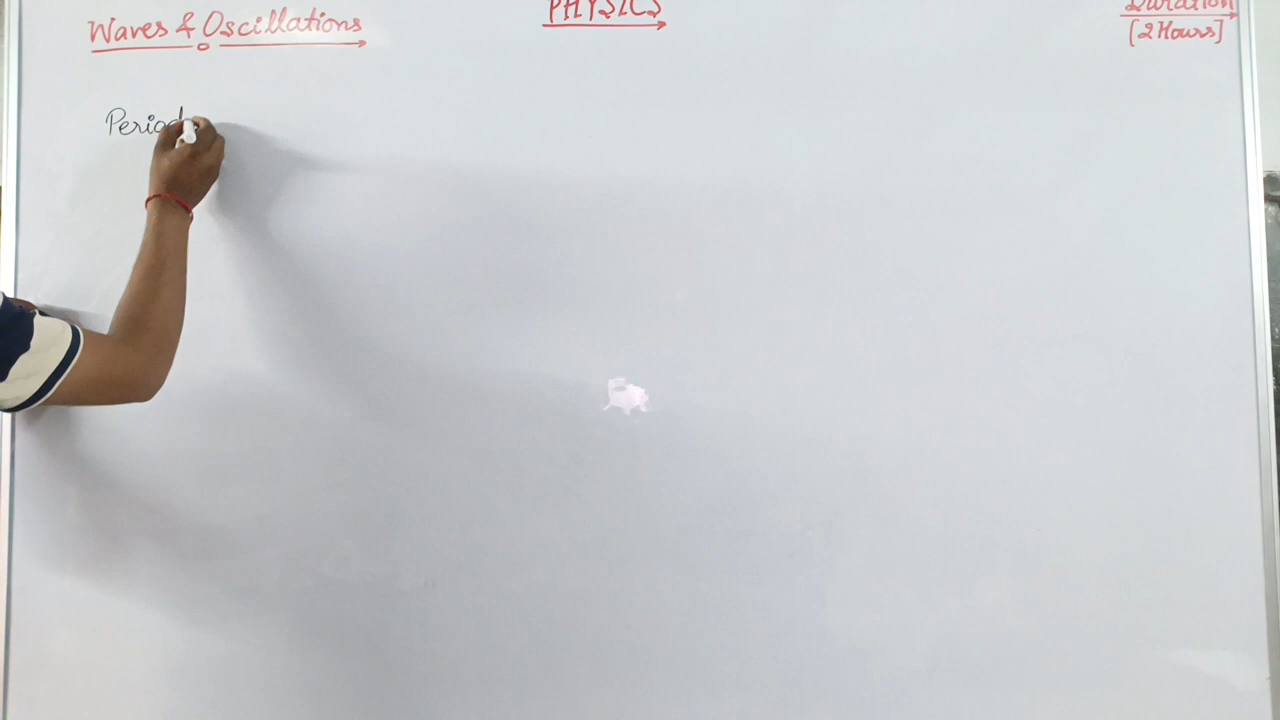 Waves & Oscillations
PHYSICS
Duration
[2 Hours]
Period